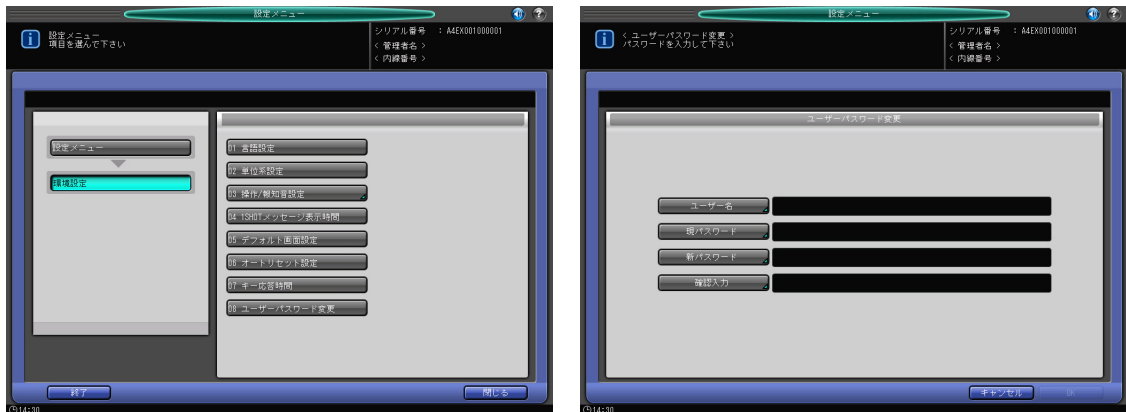 設定メニュー
設定メニュー
項目を選んで下さい
シリアル番号 : A4EX001000001
< 管理者名 >
< 内線番号 >
設定メニュー
環境設定
01 言語設定
02 単位系設定
03 操作/報知音設定
04 1SHOTメッセージ表示時間
05 デフォルト画面設定
06 オートリセット設定
07 キー応答時間
08 ユーザーパスワード変更
終了
閉じる
14:30
設定メニュー
< ユーザーパスワード変更 >
パスワードを入力して下さい
シリアル番号 : A4EX001000001
< 管理者名 >
< 内線番号 >
ユーザーパスワード変更
ユーザー名
現パスワード
新パスワード
確認入力
キャンセル
OK
14:30